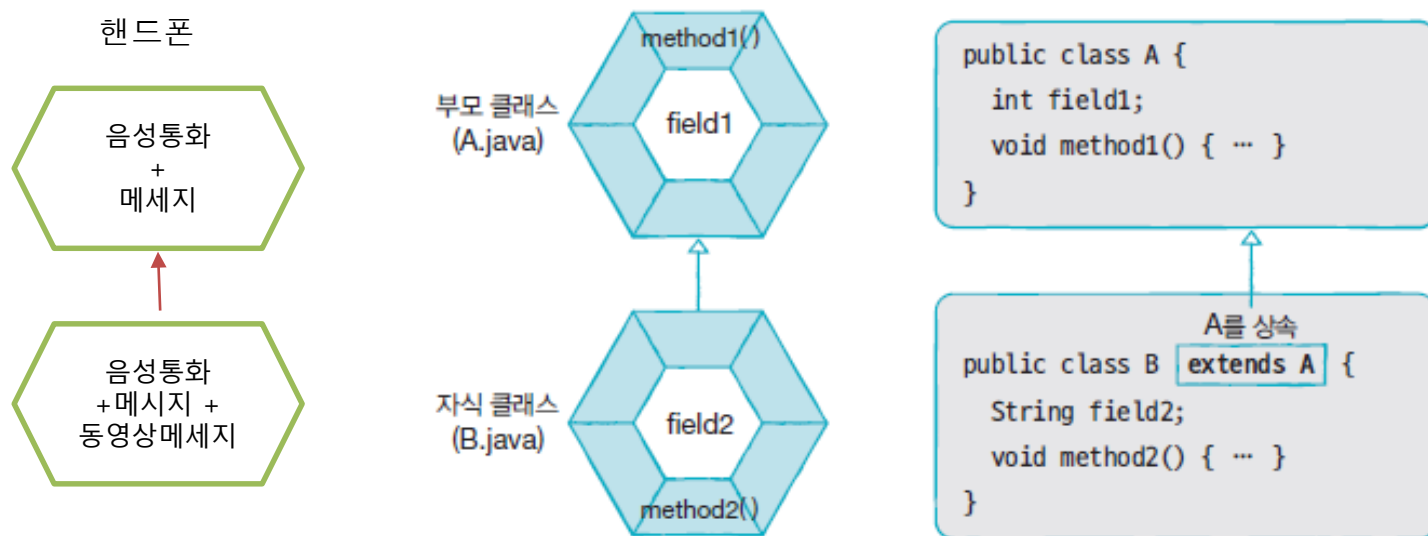 핸드폰
음성통화
+
메세지
음성통화
+메시지 +
동영상메세지
부모 클래스
(A.java)
method1( )
field1
자식 클래스
(B.java)
field2
method2( )
public class A {
int field1;
void method1() { … }
}
A를 상속
public class B extends A {
String field2;
void method2() { … }
}